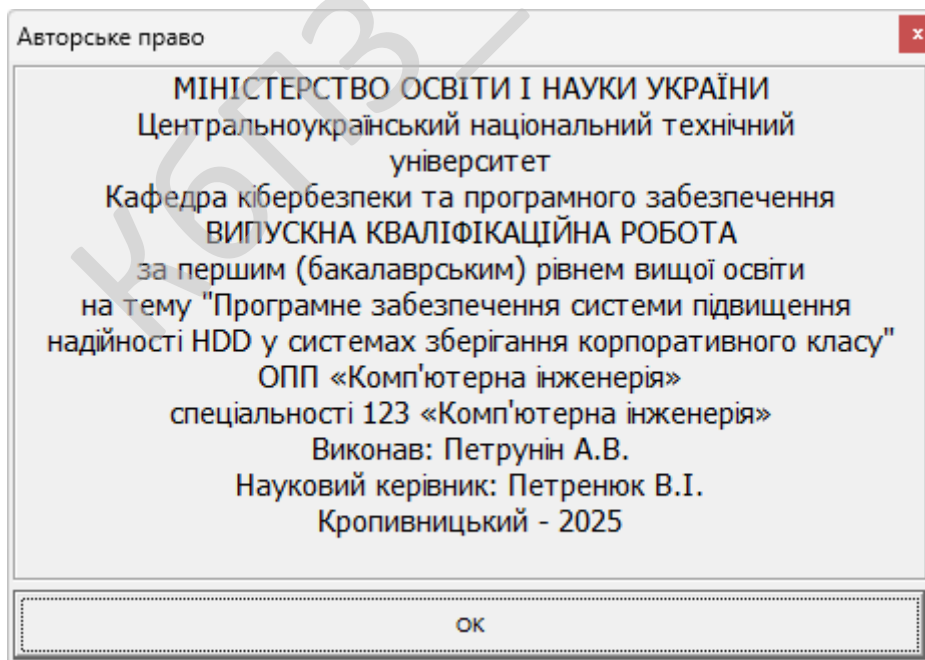 Авторське право
x
МІНІСТЕРСТВО ОСВІТИ І НАУКИ УКРАЇНИ
Центральноукраїнський національний технічний
університет
Кафедра кібербезпеки та програмного забезпечення
ВИПУСКНА КВАЛІФІКАЦІЙНА РОБОТА
за першим (бакалаврським) рівнем вищої освіти
на тему "Програмне забезпечення системи підвищення
надійності HDD у системах зберігання корпоративного класу"
ОПП «Комп'ютерна інженерія»
спеціальності 123 «Комп'ютерна інженерія»
Виконав: Петрунін А.В.
Науковий керівник: Петренюк В.І.
Кропивницький - 2025
ОК
КбПЗ_